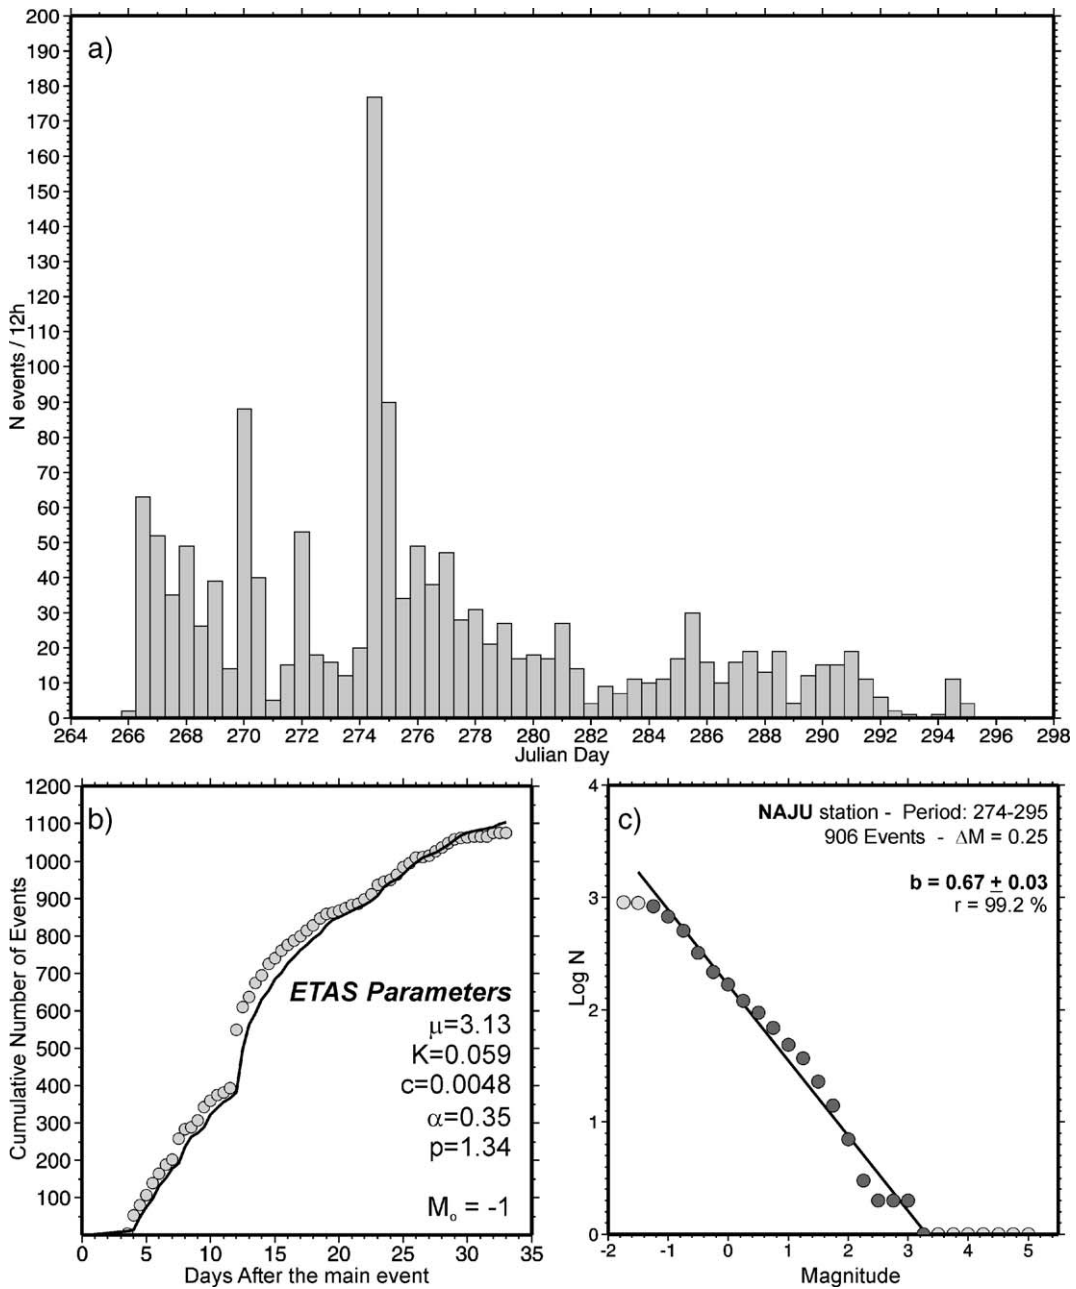 a)
200
190
180
170
160
150
140
130
120
110
100
90
80
70
60
50
40
30
20
10
0
N events / 12h
264 266 268 270 272 274 276 278 280 282 284 286 288 290 292 294 296 298
Julian Day
b)
1200
1100
1000
900
800
700
600
500
400
300
200
100
Cumulative Number of Events
ETAS Parameters
μ=3.13
K=0.059
c=0.0048
α=0.35
p=1.34
Mo = -1
0 5 10 15 20 25 30 35
Days After the main event
c)
NAJU station - Period: 274-295
906 Events - ΔM = 0.25
b = 0.67 ± 0.03
r = 99.2 %
4
3
2
1
0
Log N
-2 -1 0 1 2 3 4 5
Magnitude